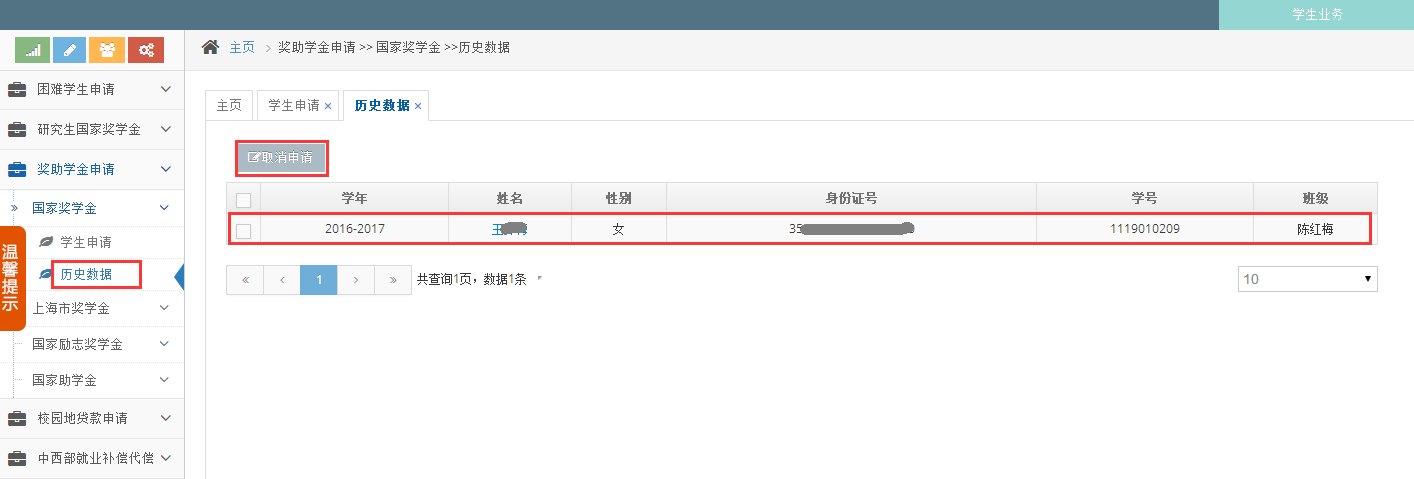 学生业务
主页 奖助学金申请 >> 国家奖学金 >>历史数据
困难学生申请
研究生国家奖学金
奖助学金申请
国家奖学金
学生申请
历史数据
上海市奖学金
国家励志奖学金
国家助学金
校园地贷款申请
中西部就业补偿代偿
温馨提示
主页 学生申请 × 历史数据 ×
取消申请
学年 姓名 性别 身份证号 学号 班级
2016-2017 女 35 1119010209 陈红梅
« ‹ 1 › » 共查询1页，数据1条 10